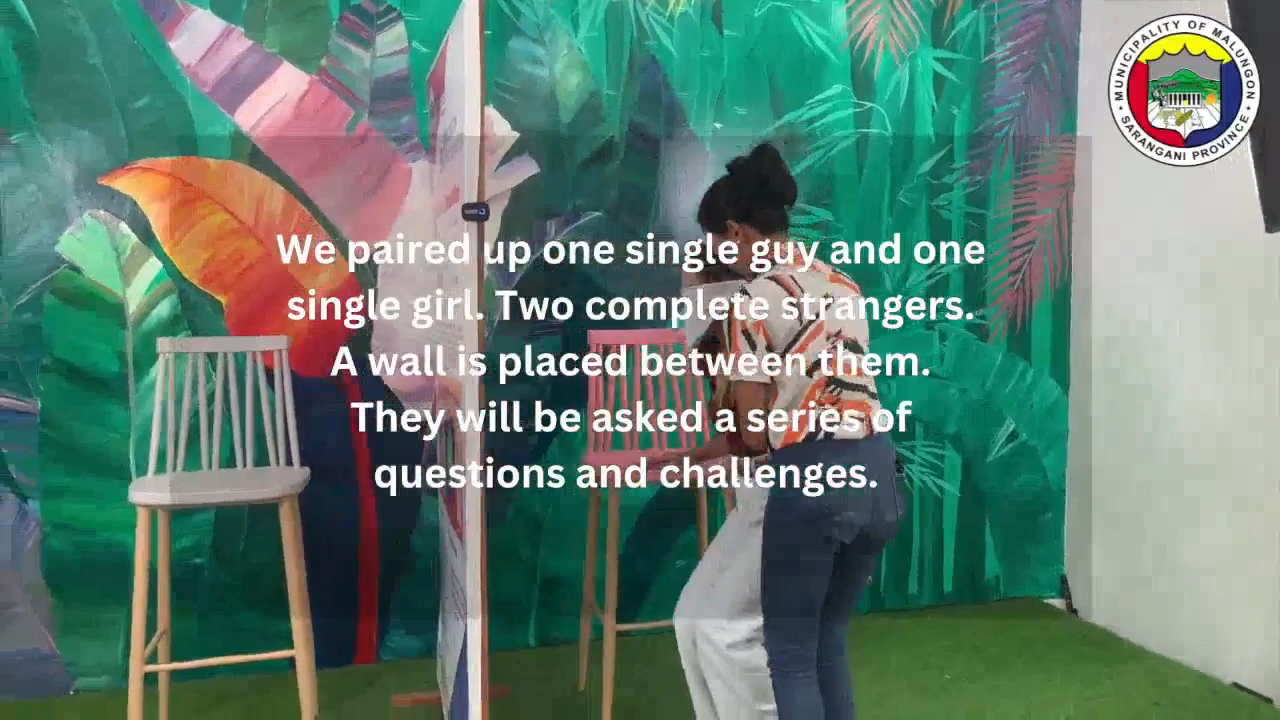 MUNICIPALITY OF MALUNGON
SARANGANI PROVINCE
We paired up one single guy and one
single girl. Two complete strangers.
A wall is placed between them.
They will be asked a series of
questions and challenges.